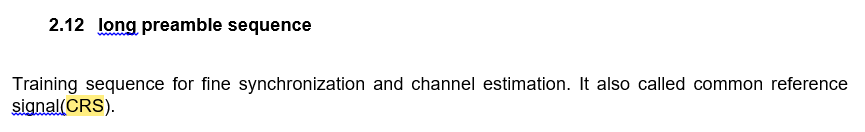 2.12 long preamble sequence
Training sequence for fine synchronization and channel estimation. It also called common reference
signal(CRS).